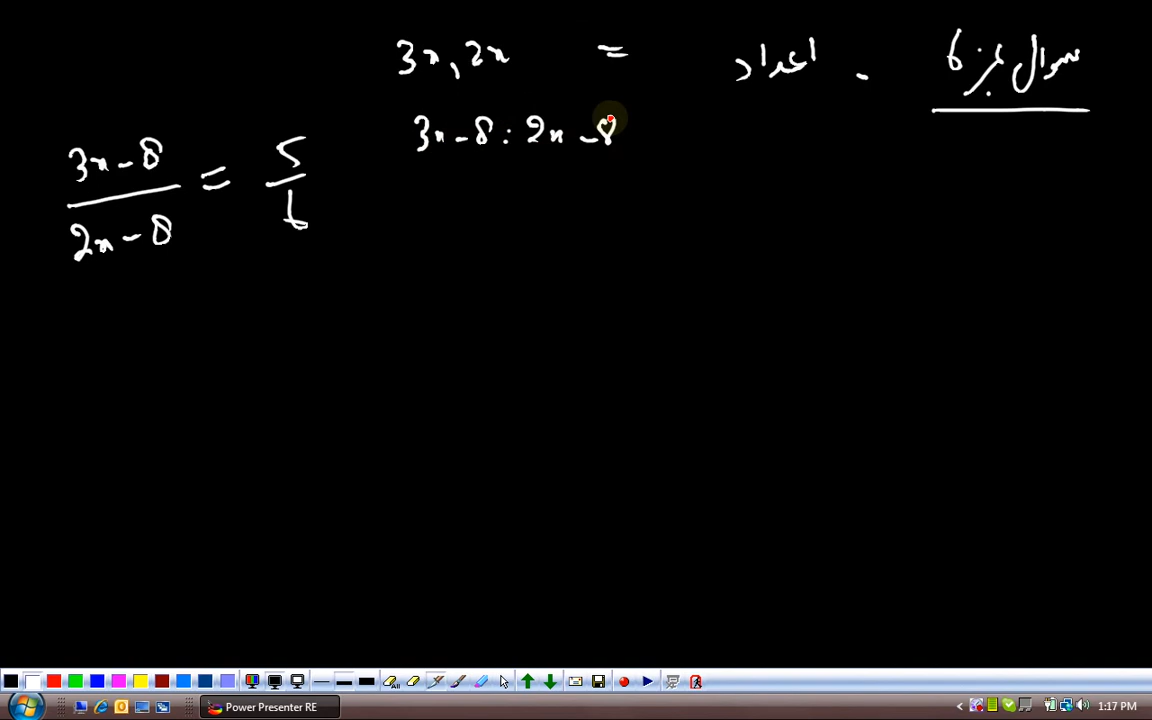 سوال نمبر 6
اعداد = 3x, 2x
3x-8 : 2x-8
3x-8 / 2x-8 = 5/6
Power Presenter RE
1:17 PM